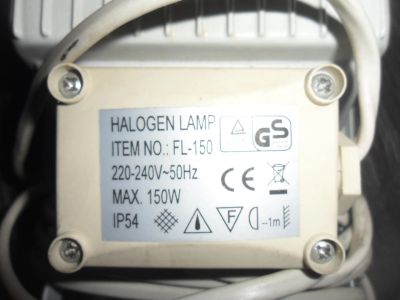 HALOGEN LAMP
ITEM NO.: FL-150
220-240V~50Hz
MAX. 150W
IP54
GS
CE
F
--1m